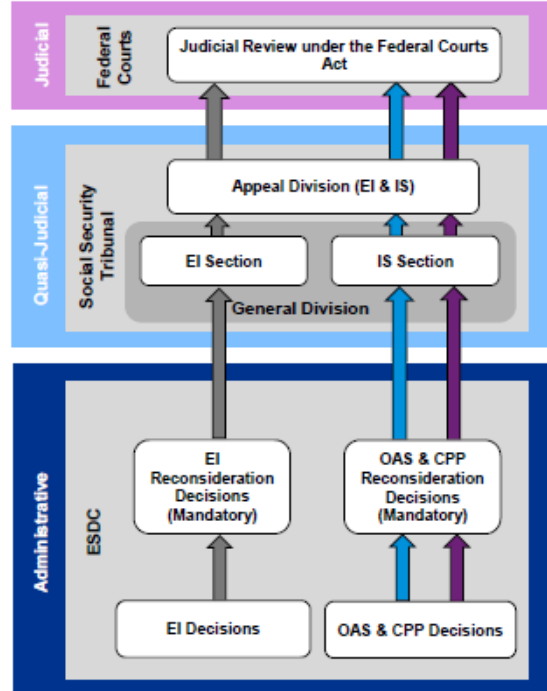 Judicial
Federal
Courts
Judicial Review under the Federal Courts
Act
Quasi-Judicial
Social Security
Tribunal
Appeal Division (EI & IS)
EI Section
IS Section
General Division
Administrative
ESDC
EI
Reconsideration
Decisions
(Mandatory)
OAS & CPP
Reconsideration
Decisions
(Mandatory)
EI Decisions
OAS & CPP Decisions